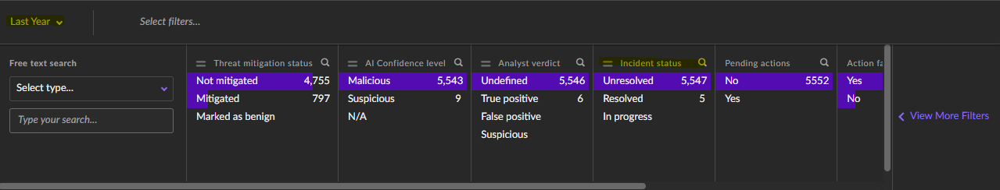 Last Year
Select filters...
Free text search
Select type...
Type your search...
Threat mitigation status
Not mitigated 4,755
Mitigated 797
Marked as benign
AI Confidence level
Malicious 5,543
Suspicious 9
N/A
Analyst verdict
Undefined 5,546
True positive 6
False positive
Suspicious
Incident status
Unresolved 5,547
Resolved 5
In progress
Pending actions
No 5552
Yes
Action fa
Yes
No
View More Filters